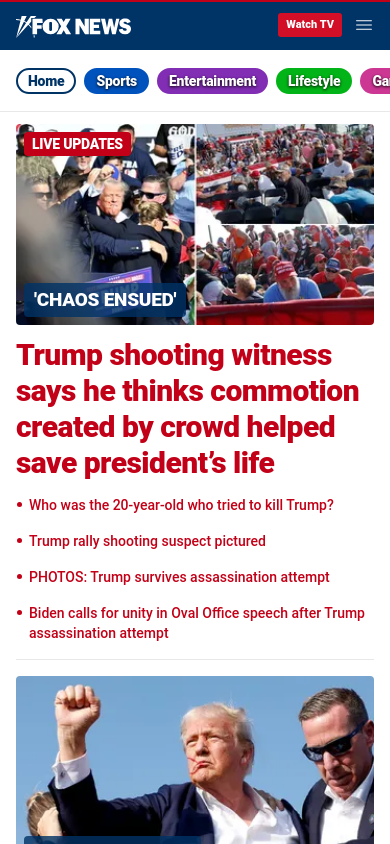 FOX NEWS
Watch TV
Home
Sports
Entertainment
Lifestyle
Ga
LIVE UPDATES
GOD
'CHAOS ENSUED'
Trump shooting witness
says he thinks commotion
created by crowd helped
save president’s life
• Who was the 20-year-old who tried to kill Trump?
• Trump rally shooting suspect pictured
• PHOTOS: Trump survives assassination attempt
• Biden calls for unity in Oval Office speech after Trump
assassination attempt